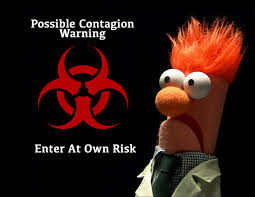 Possible Contagion
Warning
Enter At Own Risk